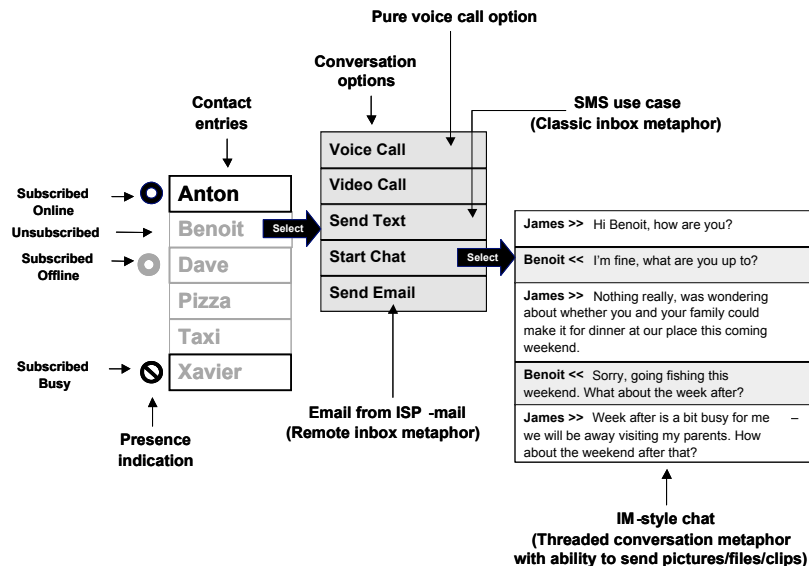 Pure voice call option
Conversation
options
SMS use case
(Classic inbox metaphor)
Contact
entries
Subscribed
Online
Unsubscribed
Subscribed
Offline
Subscribed
Busy
Presence
indication
Anton
Benoit
Dave
Pizza
Taxi
Xavier
Select
Voice Call
Video Call
Send Text
Start Chat
Send Email
Select
Email from ISP -mail
(Remote inbox metaphor)
James >> Hi Benoit, how are you?
Benoit << I'm fine, what are you up to?
James >> Nothing really, was wondering
about whether you and your family could
make it for dinner at our place this coming
weekend.
Benoit << Sorry, going fishing this
weekend. What about the week after?
James >> Week after is a bit busy for me –
we will be away visiting my parents. How
about the weekend after that?
IM-style chat
(Threaded conversation metaphor
with ability to send pictures/files/clips)